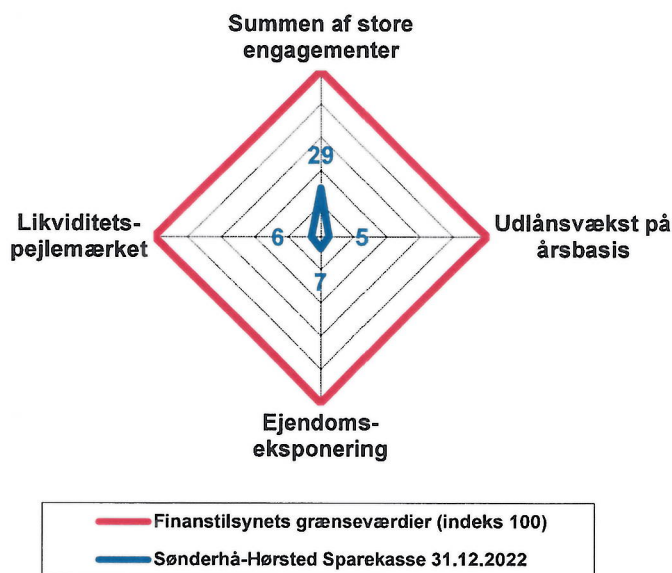 Summen af store
engagementer
29
Likviditets-
pejlemærket
6
5
Udlånsvækst på
årsbasis
7
Ejendoms-
eksponering
Finanstilsynets grænseværdier (indeks 100)
Sønderhå-Hørsted Sparekasse 31.12.2022